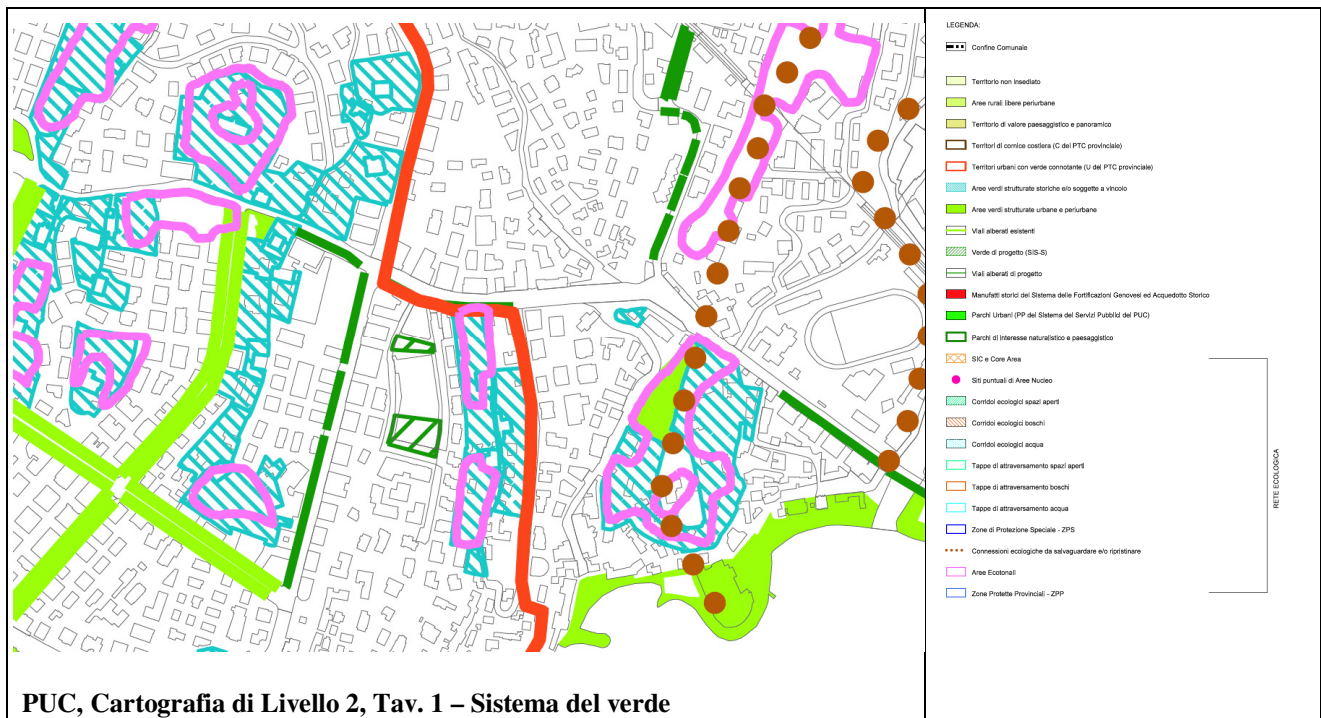 LEGENDA:
Confine Comunale
Territorio non insediato
Aree rurali libere periurbane
Territorio di valore paesaggistico e panoramico
Territori di cornice costiera (C del PTC provinciale)
Territori urbani con verde connotante (U del PTC provinciale)
Aree verdi strutturate storiche e/o soggette a vincolo
Aree verdi strutturate urbane e periurbane
Viali alberati esistenti
Verde di progetto (SIS-S)
Viali alberati di progetto
Manufatti storici del Sistema delle Fortificazioni Genovesi ed Acquedotto Storico
Parchi Urbani (PP del Sistema dei Servizi Pubblici del PUC)
Parchi di interesse naturalistico e paesaggistico
SIC e Core Area
Siti puntuali di Aree Nucleo
Corridoi ecologici spazi aperti
Corridoi ecologici boschi
Corridoi ecologici acqua
Tappe di attraversamento spazi aperti
Tappe di attraversamento boschi
Tappe di attraversamento acqua
Zone di Protezione Speciale - ZPS
Connessioni ecologiche da salvaguardare e/o ripristinare
Aree Ecotonali
Zone Protette Provinciali - ZPP
RETE ECOLOGICA
PUC, Cartografia di Livello 2, Tav. 1 – Sistema del verde